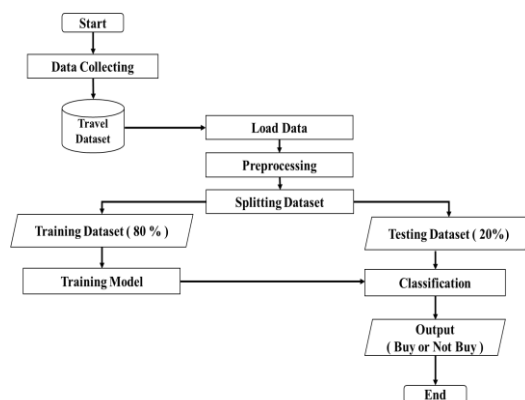 Start
Data Collecting
Travel
Dataset
Load Data
Preprocessing
Splitting Dataset
Training Dataset ( 80 % )
Testing Dataset ( 20%)
Training Model
Classification
Output
( Buy or Not Buy )
End